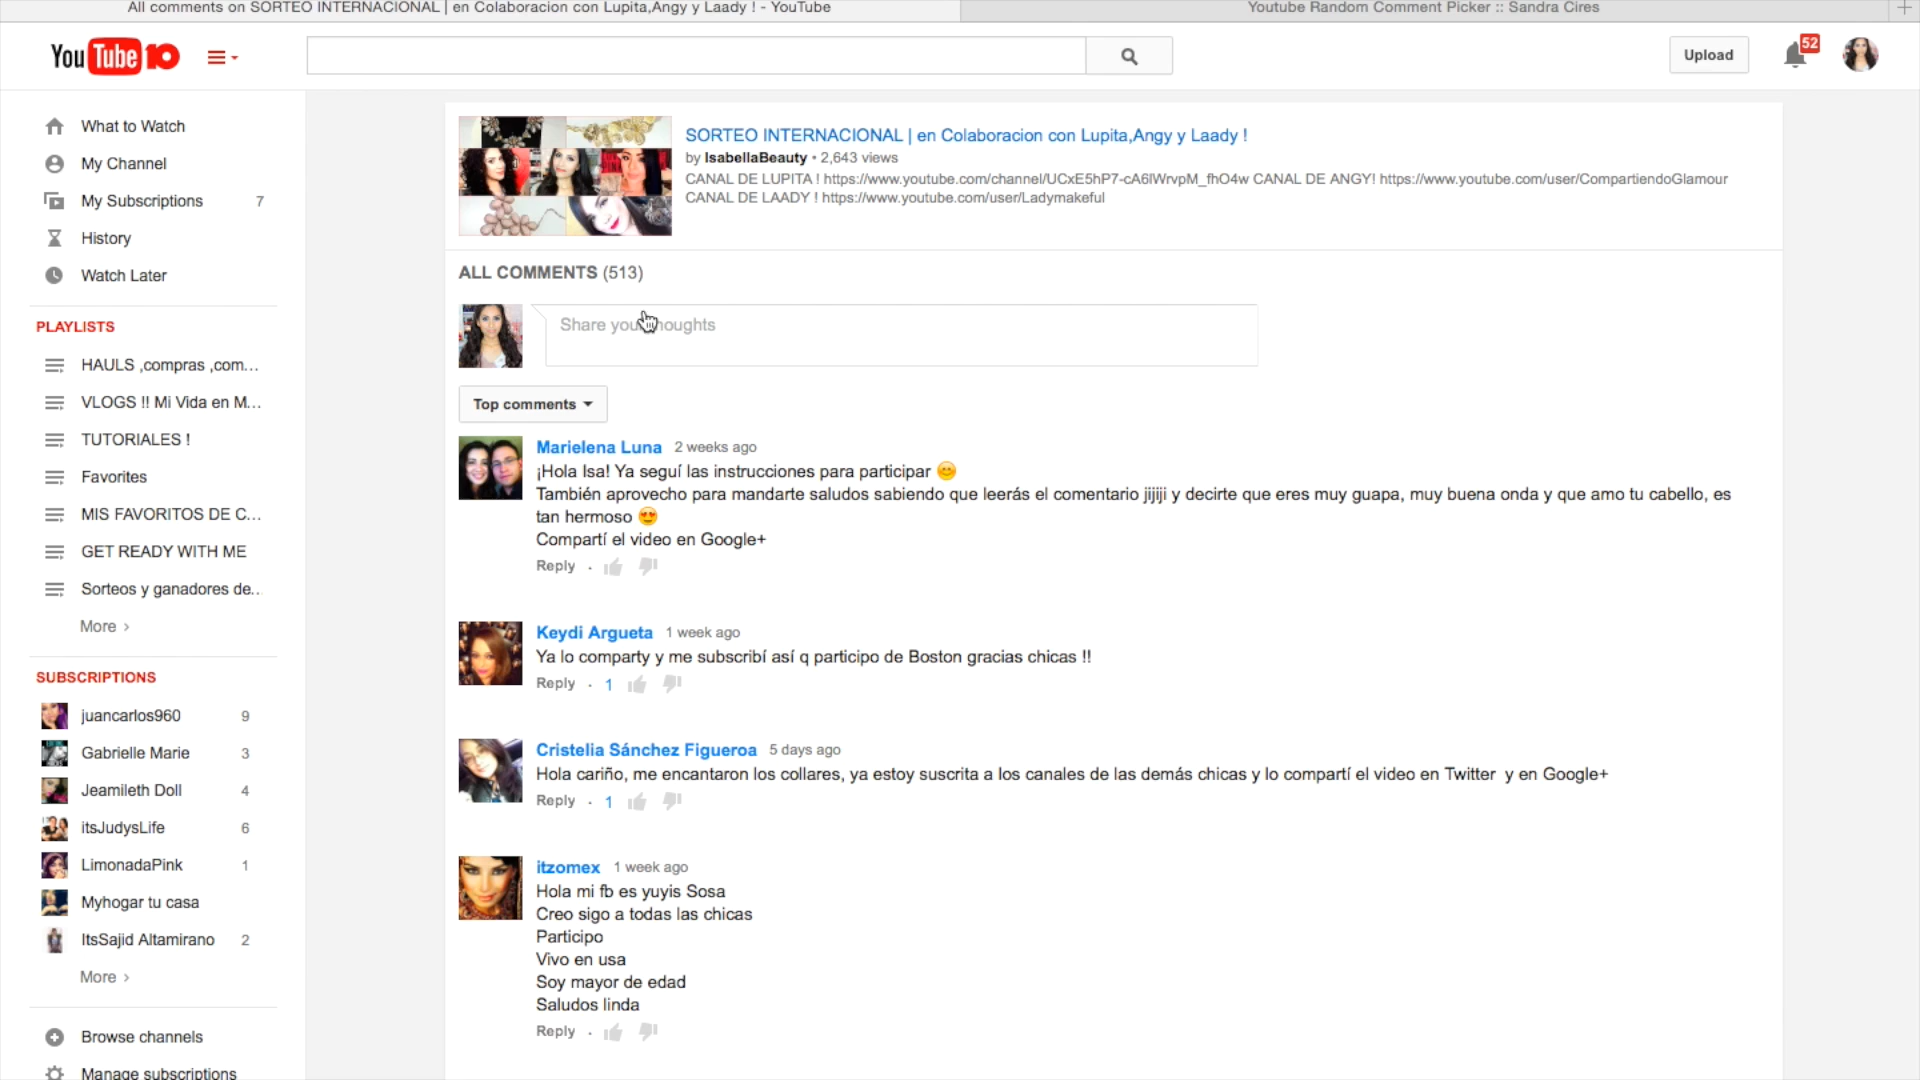 All comments on SORTEO INTERNACIONAL | en Colaboracion con Lupita,Angy y Laady ! - YouTube
Youtube Random Comment Picker :: Sandra Cires
YouTube 10
Upload
52
What to Watch
My Channel
My Subscriptions 7
History
Watch Later
PLAYLISTS
HAULS ,compras ,com...
VLOGS !! Mi Vida en M...
TUTORIALES !
Favorites
MIS FAVORITOS DE C...
GET READY WITH ME
Sorteos y ganadores de...
More ›
SUBSCRIPTIONS
juancarlos960 9
Gabrielle Marie 3
Jeamileth Doll 4
itsJudysLife 6
LimonadaPink 1
Myhogar tu casa
ItsSajid Altamirano 2
More ›
Browse channels
Manage subscriptions
SORTEO INTERNACIONAL | en Colaboracion con Lupita,Angy y Laady !
by IsabellaBeauty • 2,643 views
CANAL DE LUPITA ! https://www.youtube.com/channel/UCxE5hP7-cA6lWrvpM_fhO4w CANAL DE ANGY! https://www.youtube.com/user/CompartiendoGlamour
CANAL DE LAADY ! https://www.youtube.com/user/Ladymakeful
ALL COMMENTS (513)
Share your thoughts
Top comments
Marielena Luna 2 weeks ago
¡Hola Isa! Ya seguí las instrucciones para participar 😊
También aprovecho para mandarte saludos sabiendo que leerás el comentario jijiji y decirte que eres muy guapa, muy buena onda y que amo tu cabello, es
tan hermoso 😍
Compartí el video en Google+
Reply ·
Keydi Argueta 1 week ago
Ya lo comparty y me subscribí así q participo de Boston gracias chicas !!
Reply · 1
Cristelia Sánchez Figueroa 5 days ago
Hola cariño, me encantaron los collares, ya estoy suscrita a los canales de las demás chicas y lo compartí el video en Twitter y en Google+
Reply · 1
itzomex 1 week ago
Hola mi fb es yuyis Sosa
Creo sigo a todas las chicas
Participo
Vivo en usa
Soy mayor de edad
Saludos linda
Reply ·